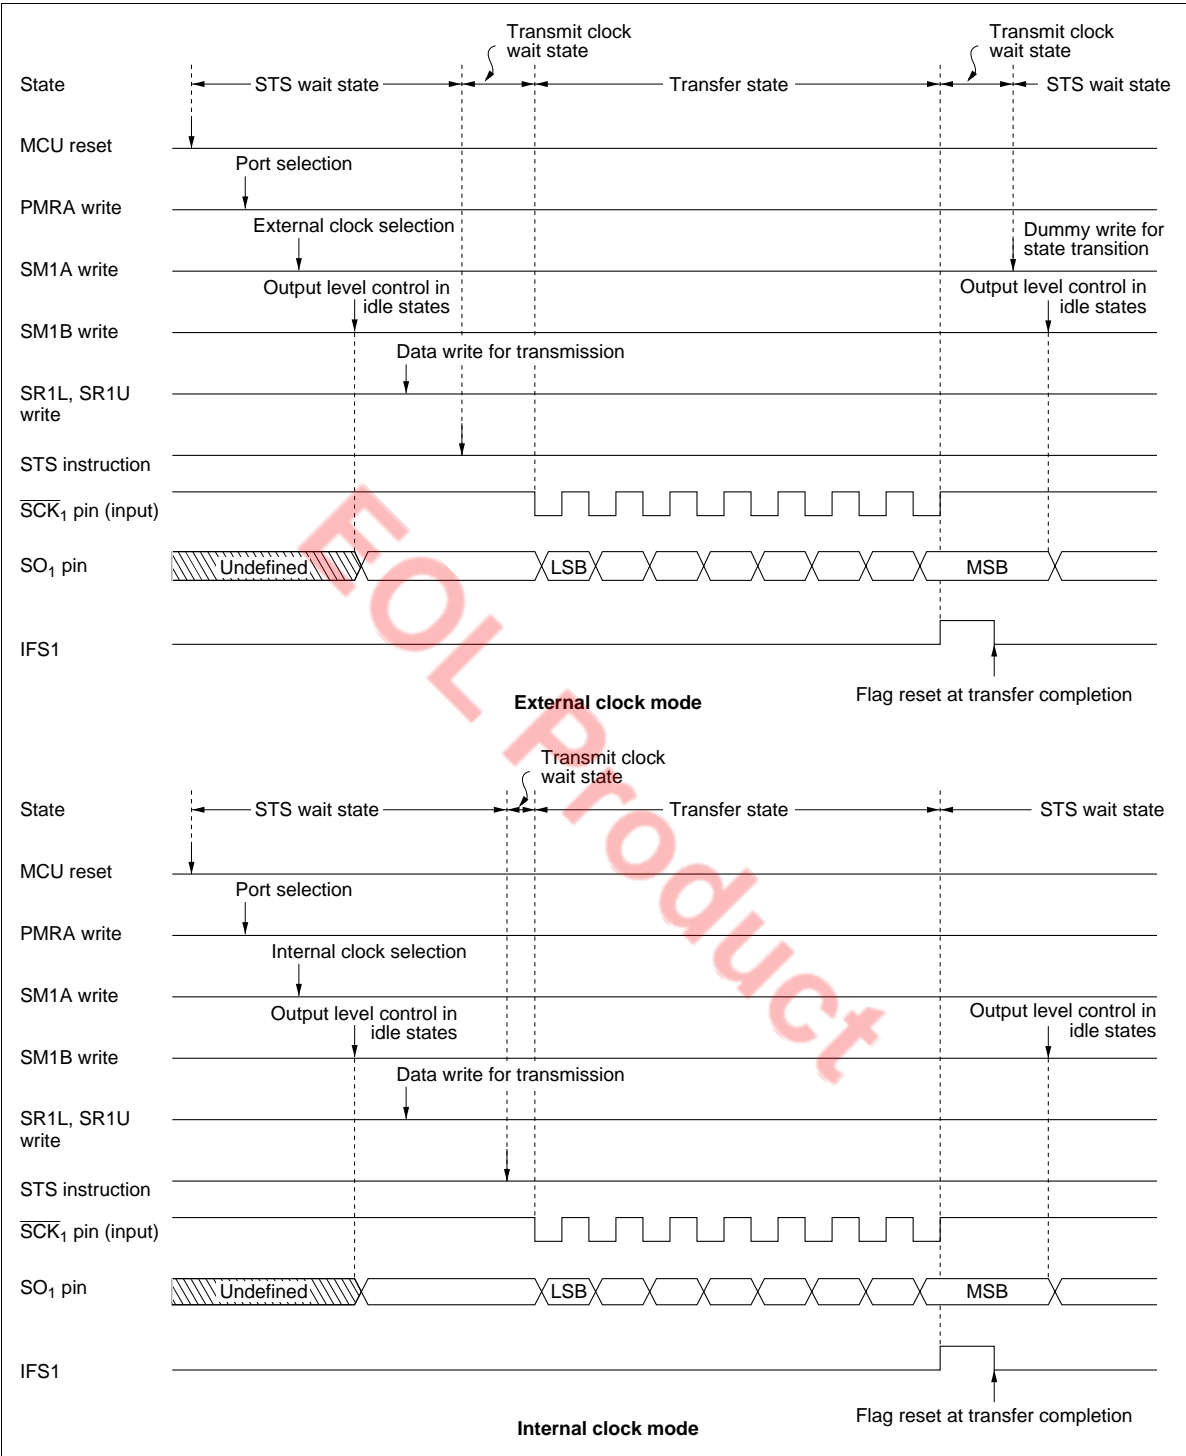 Transmit clock
wait state
Transmit clock
wait state
State
STS wait state
Transfer state
STS wait state
MCU reset
Port selection
PMRA write
External clock selection
Dummy write for
state transition
SM1A write
Output level control in
idle states
Output level control in
idle states
SM1B write
Data write for transmission
SR1L, SR1U
write
STS instruction
SCK1 pin (input)
SO1 pin
Undefined
LSB
MSB
IFS1
Flag reset at transfer completion
External clock mode
EOL Product
Transmit clock
wait state
State
STS wait state
Transfer state
STS wait state
MCU reset
Port selection
PMRA write
Internal clock selection
SM1A write
Output level control in
idle states
Output level control in
idle states
SM1B write
Data write for transmission
SR1L, SR1U
write
STS instruction
SCK1 pin (input)
SO1 pin
Undefined
LSB
MSB
IFS1
Flag reset at transfer completion
Internal clock mode